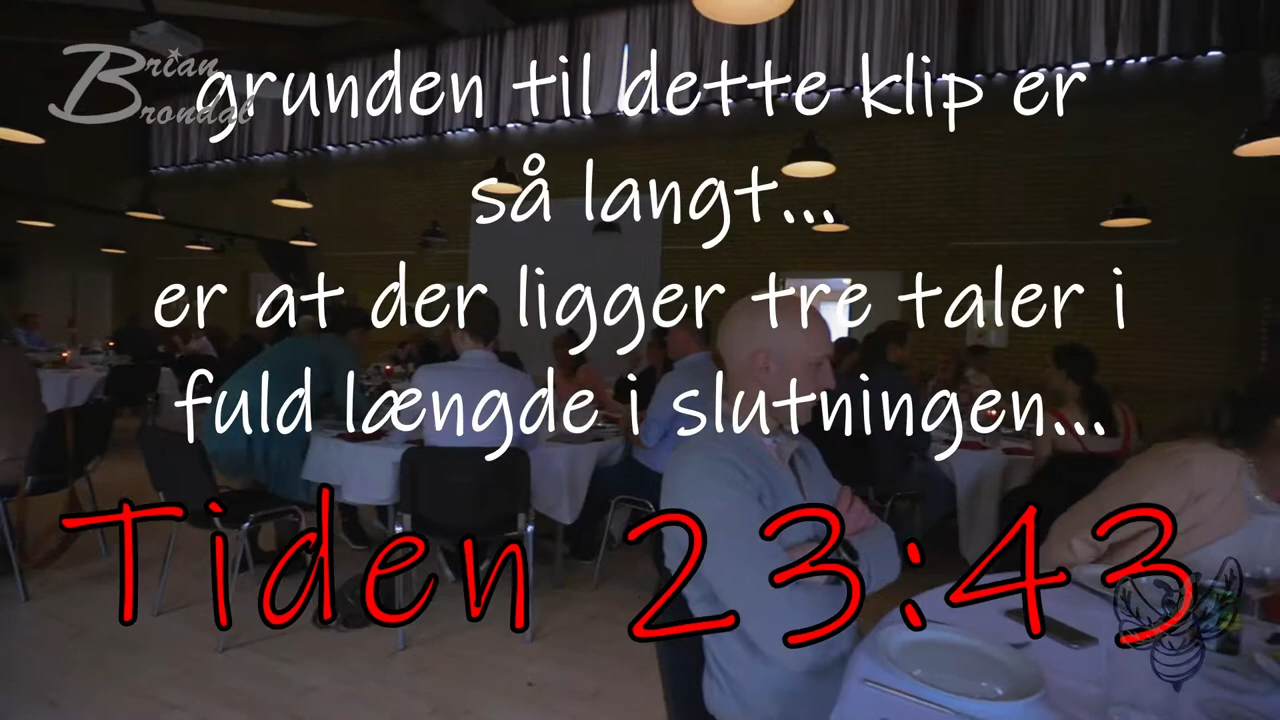 Brian
Brondal
grunden til dette klip er
så langt...
er at der ligger tre taler i
fuld længde i slutningen...
Tiden 23:43